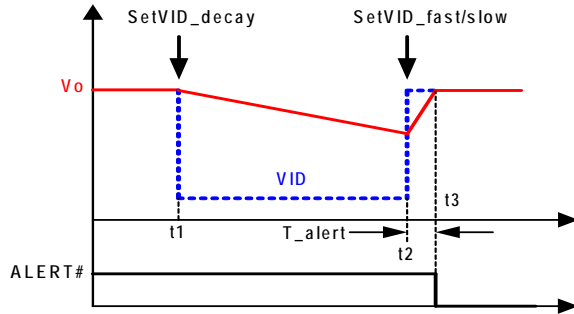 SetVID_decay
SetVID_fast/slow
Vo
VID
t1
T_alert
t2
t3
ALERT#